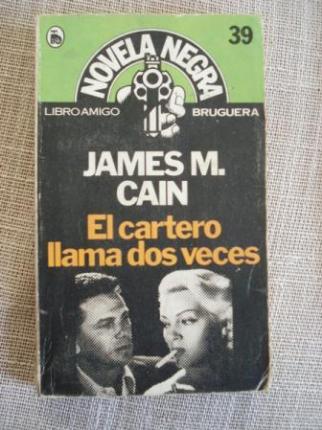 39
NOVELA NEGRA
LIBRO AMIGO BRUGUERA
JAMES M.
CAIN
El cartero
llama dos veces